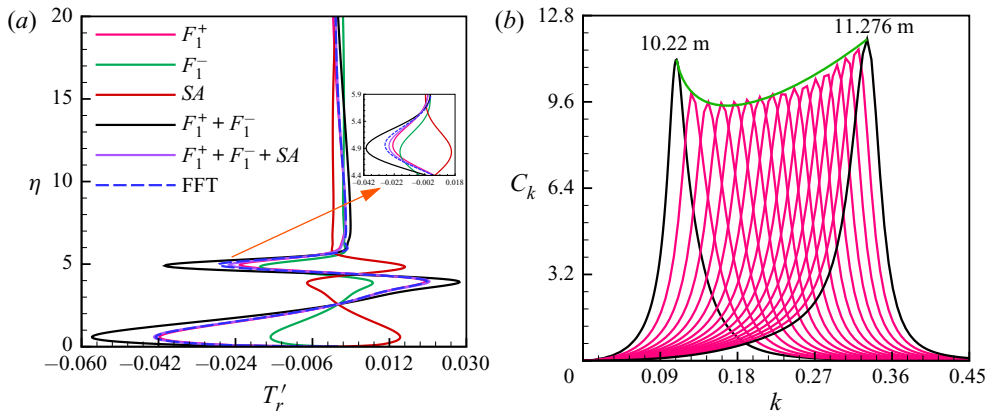 (a)
20
15
10
5
0
η
F₁⁺
F₁⁻
SA
F₁⁺ + F₁⁻
F₁⁺ + F₁⁻ + SA
FFT
5.9
5.4
4.9
4.4
−0.042 −0.022 −0.002 0.018
−0.060 −0.042 −0.024 −0.006 0.012 0.030
T′ᵣ
(b)
12.8
9.6
6.4
3.2
0
Cₖ
10.22 m
11.276 m
0.09 0.18 0.27 0.36 0.45
k